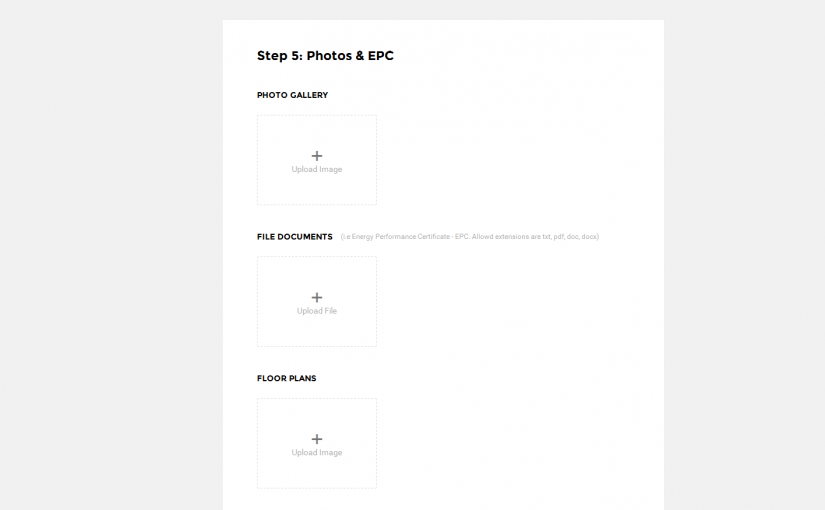 Step 5: Photos & EPC
PHOTO GALLERY
+
Upload Image
FILE DOCUMENTS (i.e Energy Performance Certificate - EPC. Allowd extensions are txt, pdf, doc, docx)
+
Upload File
FLOOR PLANS
+
Upload Image